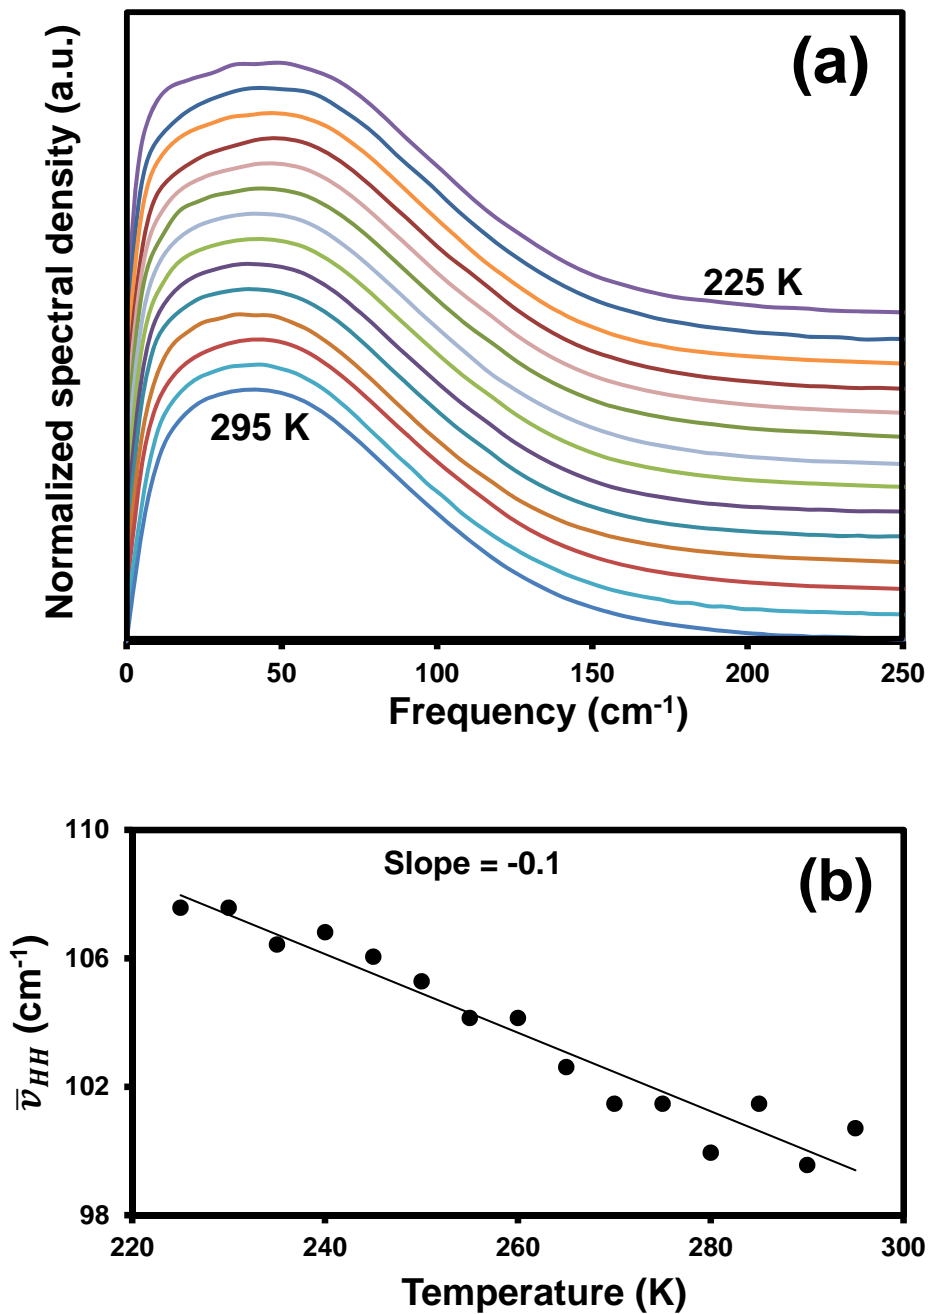 (a)
Normalized spectral density (a.u.)
225 K
295 K
0 50 100 150 200 250
Frequency (cm⁻¹)
110
106
102
98
Slope = -0.1
(b)
ν̅HH (cm⁻¹)
220 240 260 280 300
Temperature (K)